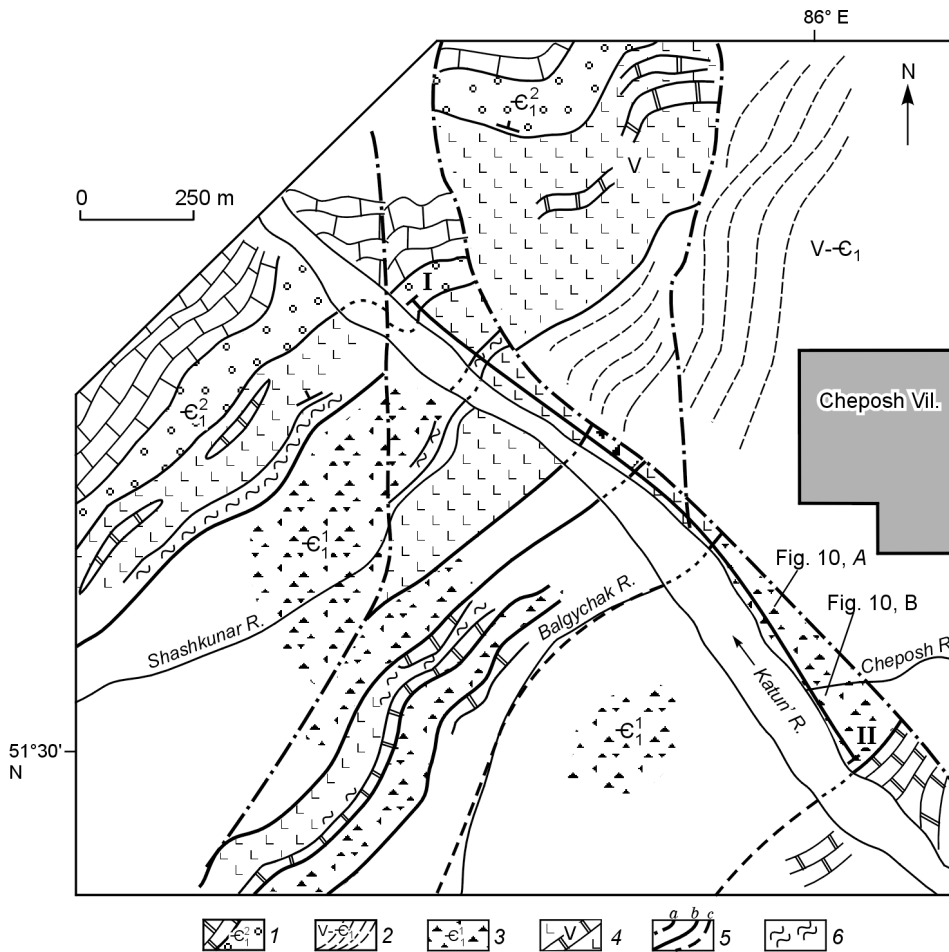 86° E
N
0 250 m
-Є₁²
V
V-Є₁
I
Cheposh Vil.
-Є₁²
-Є₁¹
Fig. 10, A
Fig. 10, B
Shashkunar R.
Balgychak R.
Katun' R.
Cheposh R
51°30'
N
-Є₁¹
II
-Є₁² 1
V-Є₁ 2
-Є₁¹ 3
V 4
a b c 5
6